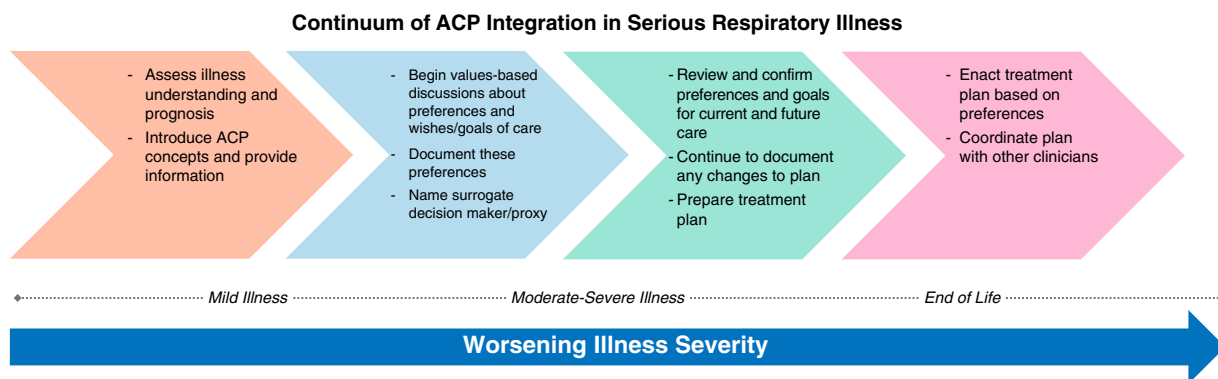 Continuum of ACP Integration in Serious Respiratory Illness
- Assess illness
understanding and
prognosis
- Introduce ACP
concepts and provide
information
- Begin values-based
discussions about
preferences and
wishes/goals of care
- Document these
preferences
- Name surrogate
decision maker/proxy
- Review and confirm
preferences and goals
for current and future
care
- Continue to document
any changes to plan
- Prepare treatment
plan
- Enact treatment
plan based on
preferences
- Coordinate plan
with other clinicians
Mild Illness
Moderate-Severe Illness
End of Life
Worsening Illness Severity